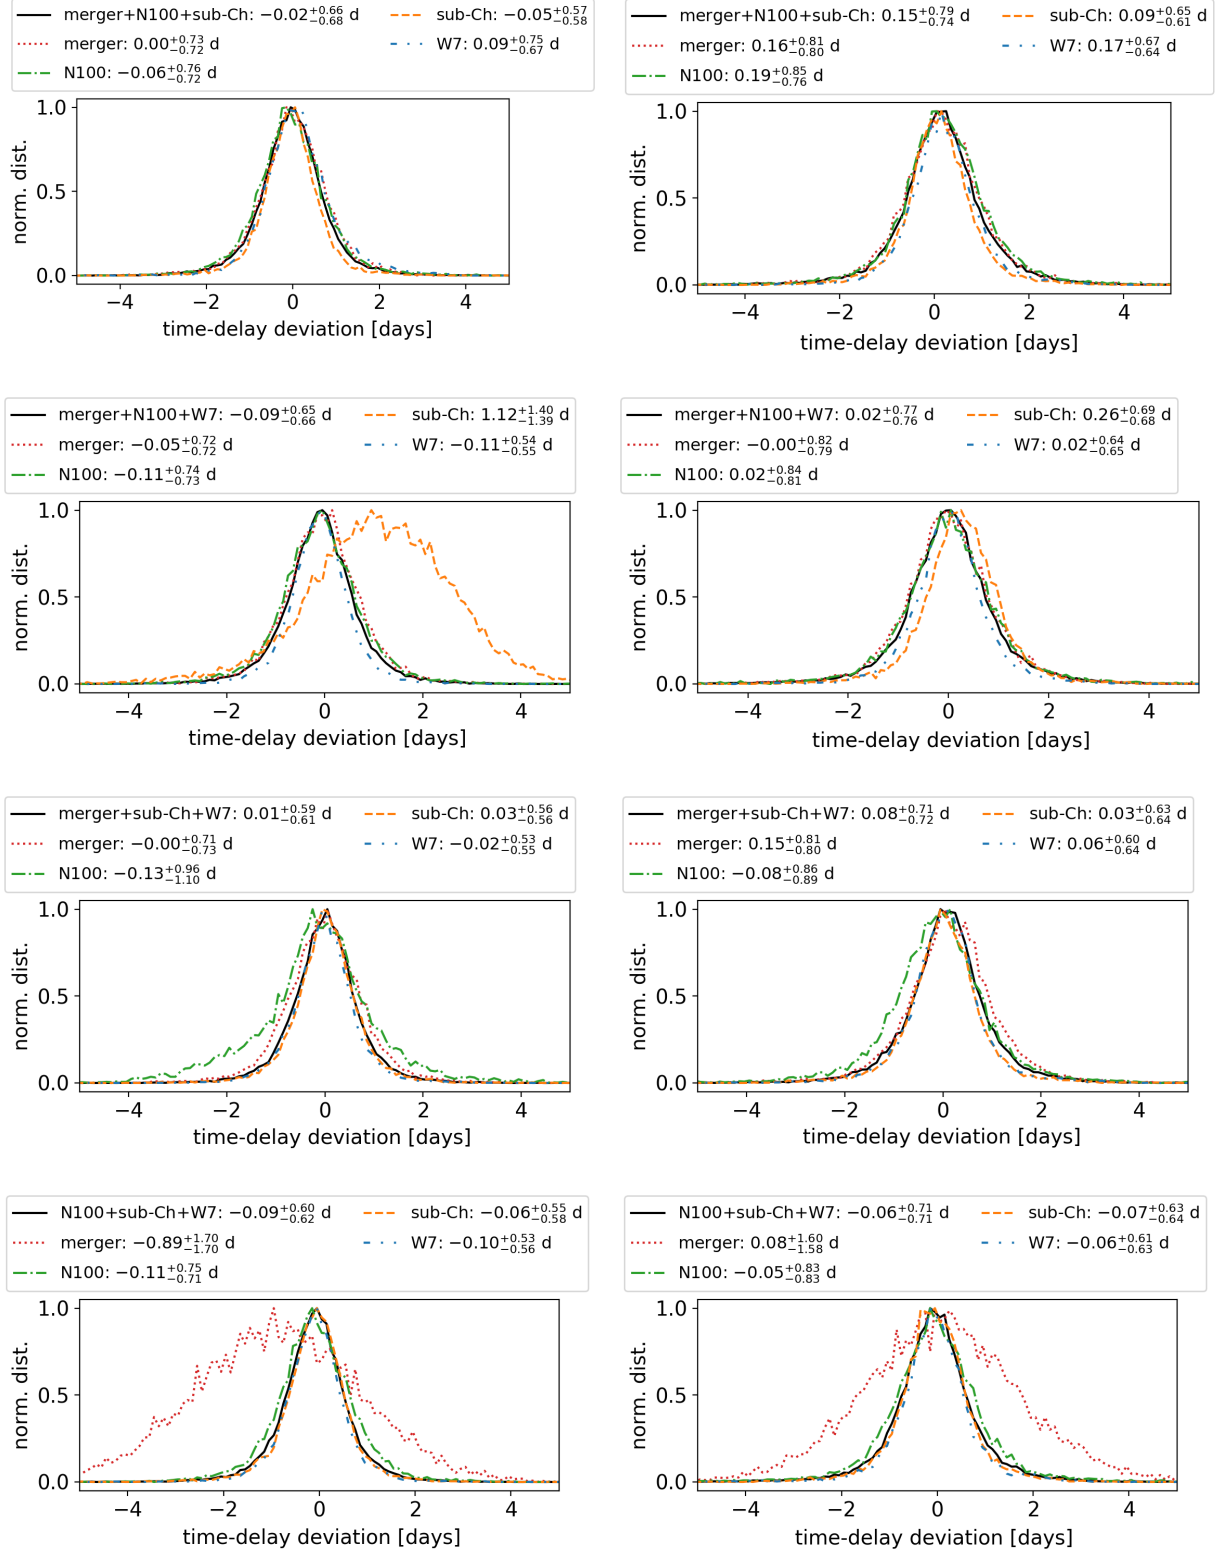 merger+N100+sub-Ch: −0.02+0.66−0.68 d sub-Ch: −0.05+0.57−0.58
merger: 0.00+0.73−0.72 d W7: 0.09+0.75−0.67 d
N100: −0.06+0.76−0.72 d
1.0
norm. dist.
0.5
0.0
−4 −2 0 2 4
time-delay deviation [days]
merger+N100+sub-Ch: 0.15+0.79−0.74 d sub-Ch: 0.09+0.65−0.61 d
merger: 0.16+0.81−0.80 d W7: 0.17+0.67−0.64 d
N100: 0.19+0.85−0.76 d
1.0
norm. dist.
0.5
0.0
−4 −2 0 2 4
time-delay deviation [days]
merger+N100+W7: −0.09+0.65−0.66 d sub-Ch: 1.12+1.40−1.39 d
merger: −0.05+0.72−0.72 d W7: −0.11+0.54−0.55 d
N100: −0.11+0.74−0.73 d
1.0
norm. dist.
0.5
0.0
−4 −2 0 2 4
time-delay deviation [days]
merger+N100+W7: 0.02+0.77−0.76 d sub-Ch: 0.26+0.69−0.68 d
merger: −0.00+0.82−0.79 d W7: 0.02+0.64−0.65 d
N100: 0.02+0.84−0.81 d
1.0
norm. dist.
0.5
0.0
−4 −2 0 2 4
time-delay deviation [days]
merger+sub-Ch+W7: 0.01+0.59−0.61 d sub-Ch: 0.03+0.56−0.56 d
merger: −0.00+0.71−0.73 d W7: −0.02+0.53−0.55 d
N100: −0.13+0.96−1.10 d
1.0
norm. dist.
0.5
0.0
−4 −2 0 2 4
time-delay deviation [days]
merger+sub-Ch+W7: 0.08+0.71−0.72 d sub-Ch: 0.03+0.63−0.64 d
merger: 0.15+0.81−0.80 d W7: 0.06+0.60−0.64 d
N100: −0.08+0.86−0.89 d
1.0
norm. dist.
0.5
0.0
−4 −2 0 2 4
time-delay deviation [days]
N100+sub-Ch+W7: −0.09+0.60−0.62 d sub-Ch: −0.06+0.55−0.58 d
merger: −0.89+1.70−1.70 d W7: −0.10+0.53−0.56 d
N100: −0.11+0.75−0.71 d
1.0
norm. dist.
0.5
0.0
−4 −2 0 2 4
time-delay deviation [days]
N100+sub-Ch+W7: −0.06+0.71−0.71 d sub-Ch: −0.07+0.63−0.64 d
merger: 0.08+1.60−1.58 d W7: −0.06+0.61−0.63 d
N100: −0.05+0.83−0.83 d
1.0
norm. dist.
0.5
0.0
−4 −2 0 2 4
time-delay deviation [days]